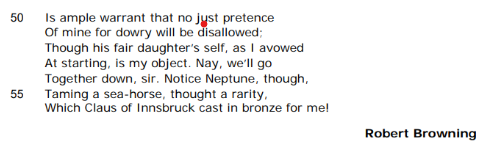 50 Is ample warrant that no just pretence
Of mine for dowry will be disallowed;
Though his fair daughter's self, as I avowed
At starting, is my object. Nay, we'll go
Together down, sir. Notice Neptune, though,
55 Taming a sea-horse, thought a rarity,
Which Claus of Innsbruck cast in bronze for me!
Robert Browning